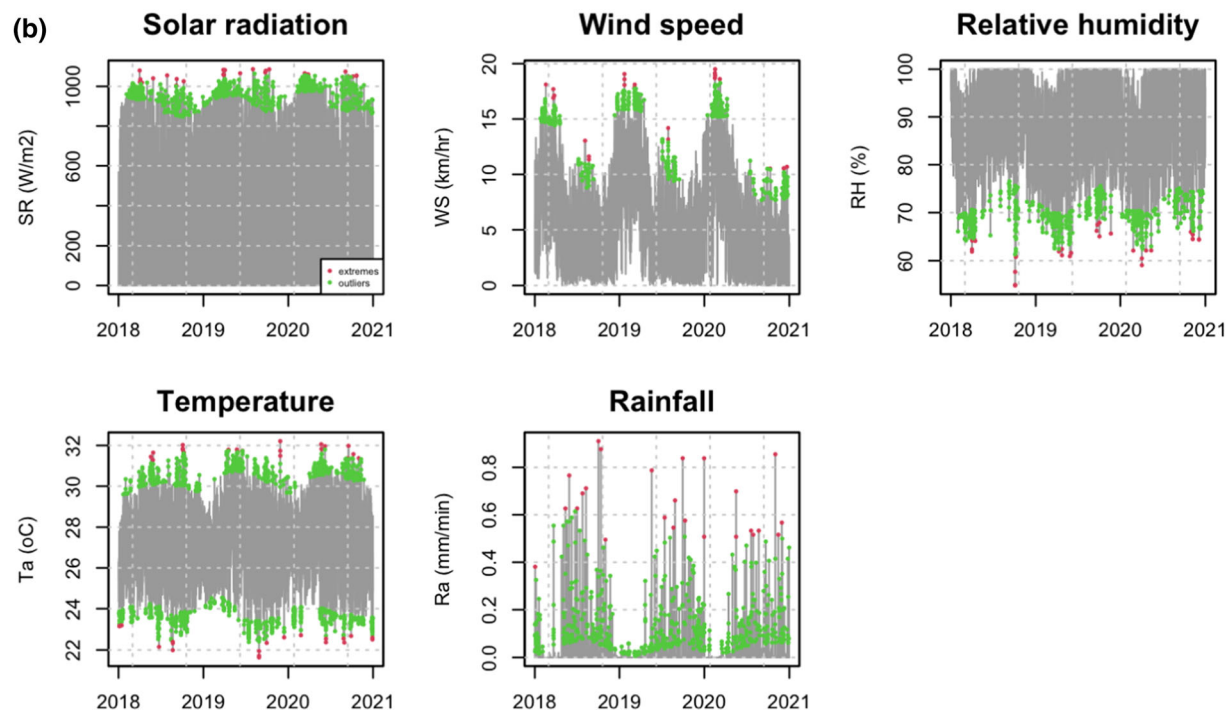 (b)
Solar radiation
Wind speed
Relative humidity
SR (W/m2)
1000
600
200
0
extremes
outliers
2018 2019 2020 2021
WS (km/hr)
20
15
10
5
0
2018 2019 2020 2021
RH (%)
100
90
80
70
60
2018 2019 2020 2021
Temperature
Rainfall
Ta (oC)
32
30
28
26
24
22
2018 2019 2020 2021
Ra (mm/min)
0.8
0.6
0.4
0.2
0.0
2018 2019 2020 2021